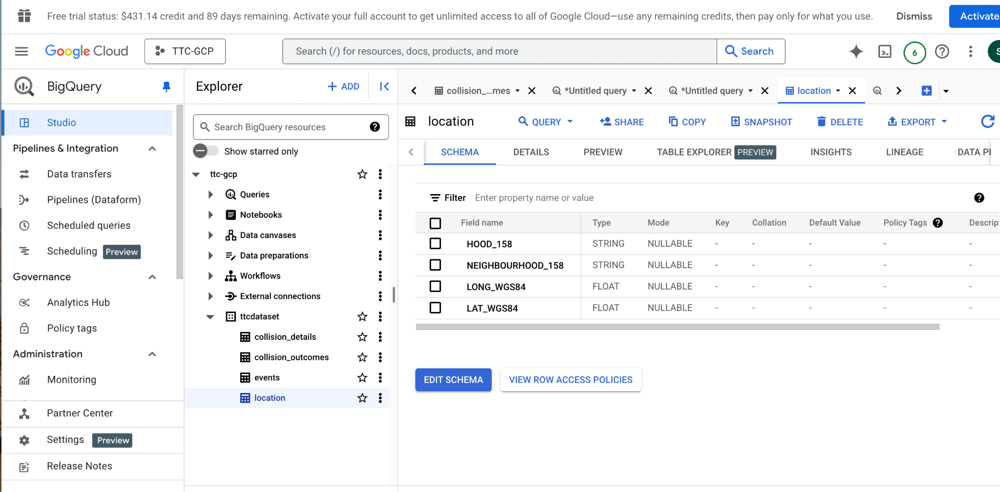 Free trial status: $431.14 credit and 89 days remaining. Activate your full account to get unlimited access to all of Google Cloud—use any remaining credits, then pay only for what you use.
Dismiss
Activate
Google Cloud
TTC-GCP
Search (/) for resources, docs, products, and more
Search
6
S
BigQuery
Studio
Pipelines & Integration
Data transfers
Pipelines (Dataform)
Scheduled queries
Scheduling Preview
Governance
Analytics Hub
Policy tags
Administration
Monitoring
Partner Center
Settings Preview
Release Notes
Explorer
+ ADD
Search BigQuery resources
Show starred only
ttc-gcp
Queries
Notebooks
Data canvases
Data preparations
Workflows
External connections
ttcdataset
collision_details
collision_outcomes
events
location
collision_...mes
*Untitled query
*Untitled query
location
location
QUERY
SHARE
COPY
SNAPSHOT
DELETE
EXPORT
SCHEMA
DETAILS
PREVIEW
TABLE EXPLORER PREVIEW
INSIGHTS
LINEAGE
DATA P
Filter Enter property name or value
Field name Type Mode Key Collation Default Value Policy Tags Descrip
HOOD_158 STRING NULLABLE - - - - -
NEIGHBOURHOOD_158 STRING NULLABLE - - - - -
LONG_WGS84 FLOAT NULLABLE - - - - -
LAT_WGS84 FLOAT NULLABLE - - - - -
EDIT SCHEMA
VIEW ROW ACCESS POLICIES